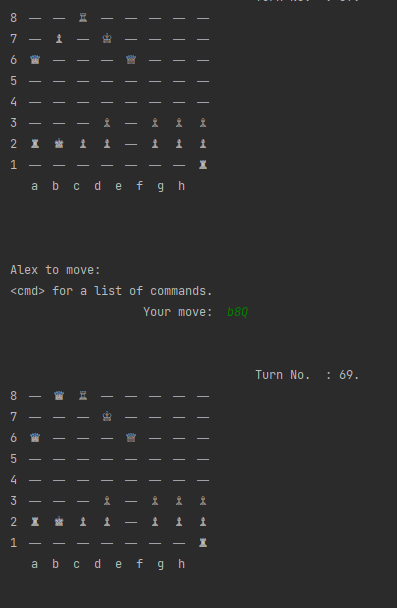 8 — — ♖ — — — — —
7 — ♟ — ♔ — — — —
6 ♛ — — — ♕ — — —
5 — — — — — — — —
4 — — — — — — — —
3 — — — ♙ — ♙ ♙ ♙
2 ♜ ♚ ♟ ♟ — ♟ ♟ ♟
1 — — — — — — — ♜
a b c d e f g h
Alex to move:
<cmd> for a list of commands.
Your move: b8Q
Turn No. : 69.
8 — ♛ ♖ — — — — —
7 — — — ♔ — — — —
6 ♛ — — — ♕ — — —
5 — — — — — — — —
4 — — — — — — — —
3 — — — ♙ — ♙ ♙ ♙
2 ♜ ♚ ♟ ♟ — ♟ ♟ ♟
1 — — — — — — — ♜
a b c d e f g h